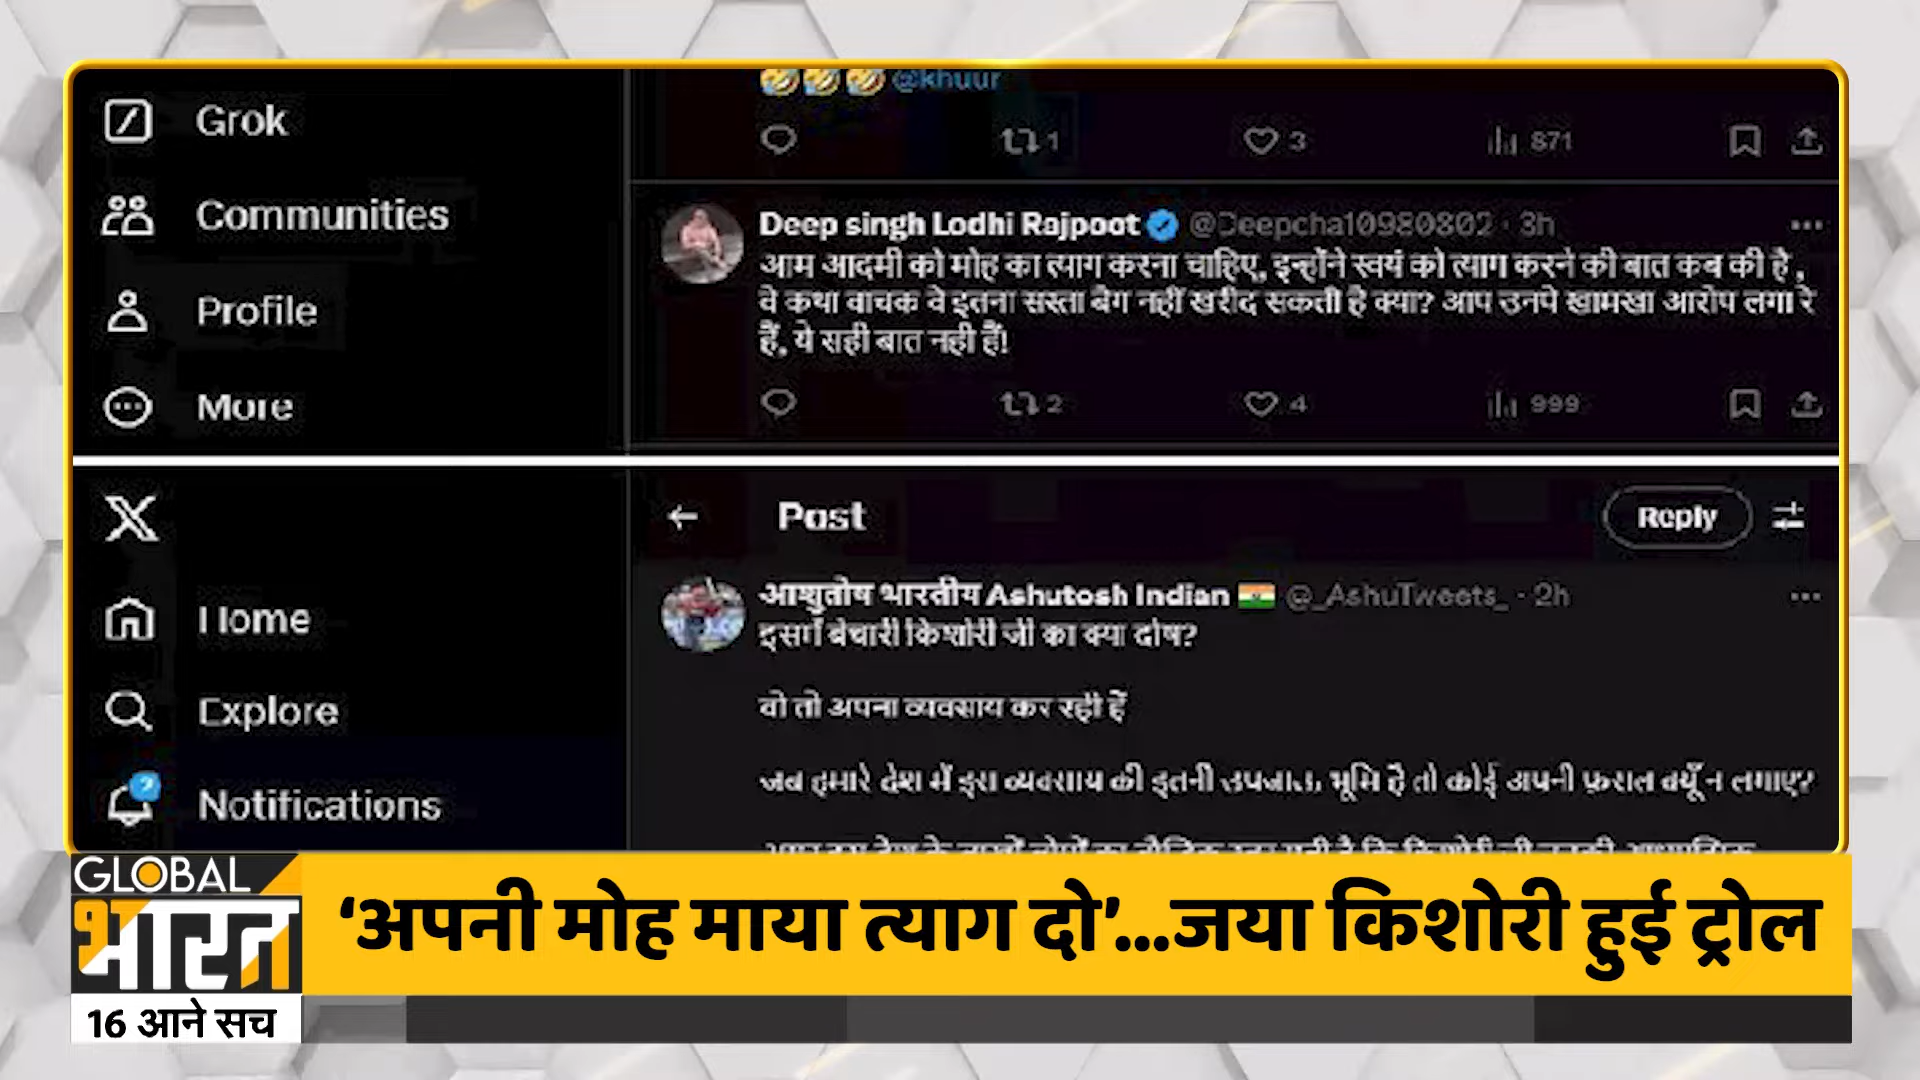 @khuur
Grok
1 3 871
Communities
Deep singh Lodhi Rajpoot @Deepcha10980802 · 3h
आम आदमी को मोह का त्याग करना चाहिए, इन्होंने स्वयं को त्याग करने की बात कब की है ,
वे कथा वाचक वे इतना सस्ता बैग नहीं खरीद सकती है क्या? आप उनपे खामखा आरोप लगा रे
हैं, ये सही बात नही हैं!
Profile
More
2 4 999
Post
Reply
आशुतोष भारतीय Ashutosh Indian @_AshuTweets_ · 2h
इसमें बेचारी किशोरी जी का क्या दोष?
Home
वो तो अपना व्यवसाय कर रही हैं
Explore
जब हमारे देश में इस व्यवसाय की इतनी उपजाऊ भूमि है तो कोई अपनी फ़सल क्यूँ न लगाए?
2
Notifications
GLOBAL
भारत
16 आने सच
‘अपनी मोह माया त्याग दो’...जया किशोरी हुई ट्रोल